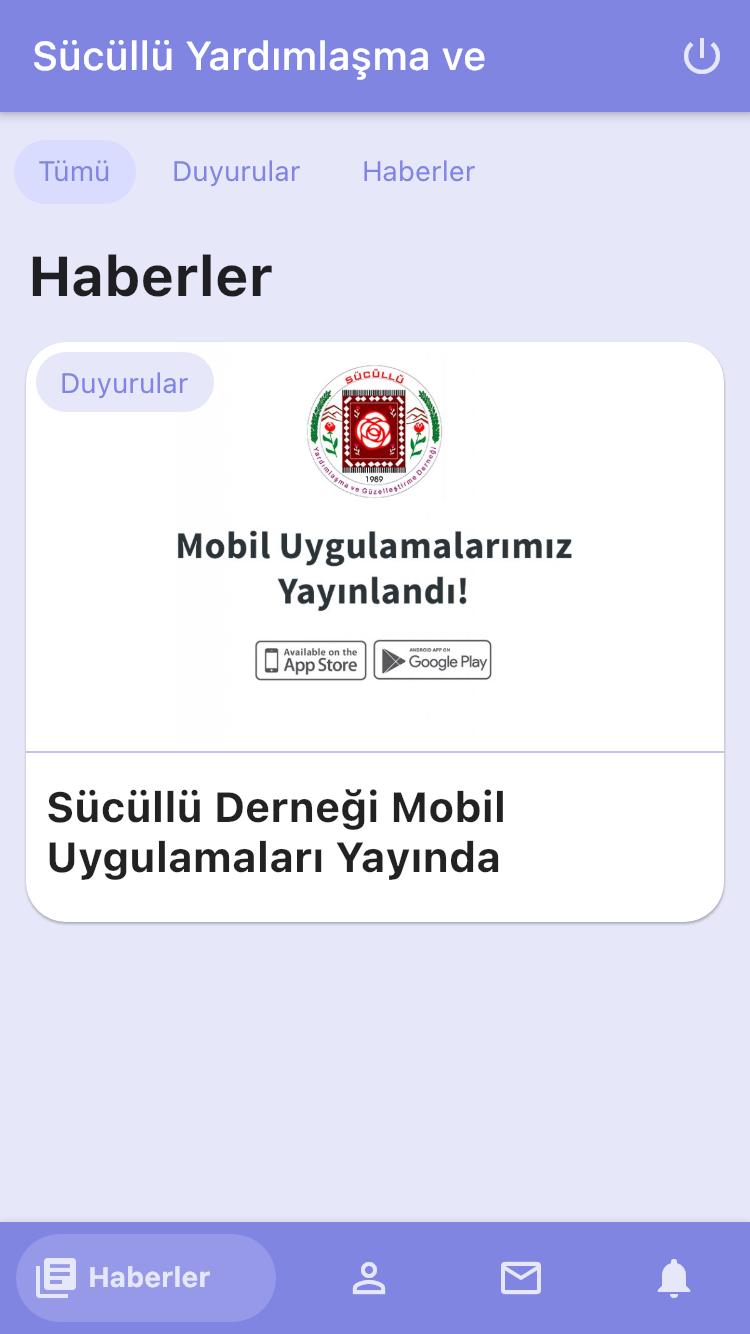 Sücüllü Yardımlaşma ve
Tümü
Duyurular
Haberler
Haberler
Duyurular
SÜCÜLLÜ
1989
Yardımlaşma ve Güzelleştirme Derneği
Mobil Uygulamalarımız
Yayınlandı!
Available on the
App Store
ANDROID APP ON
Google Play
Sücüllü Derneği Mobil
Uygulamaları Yayında
Haberler